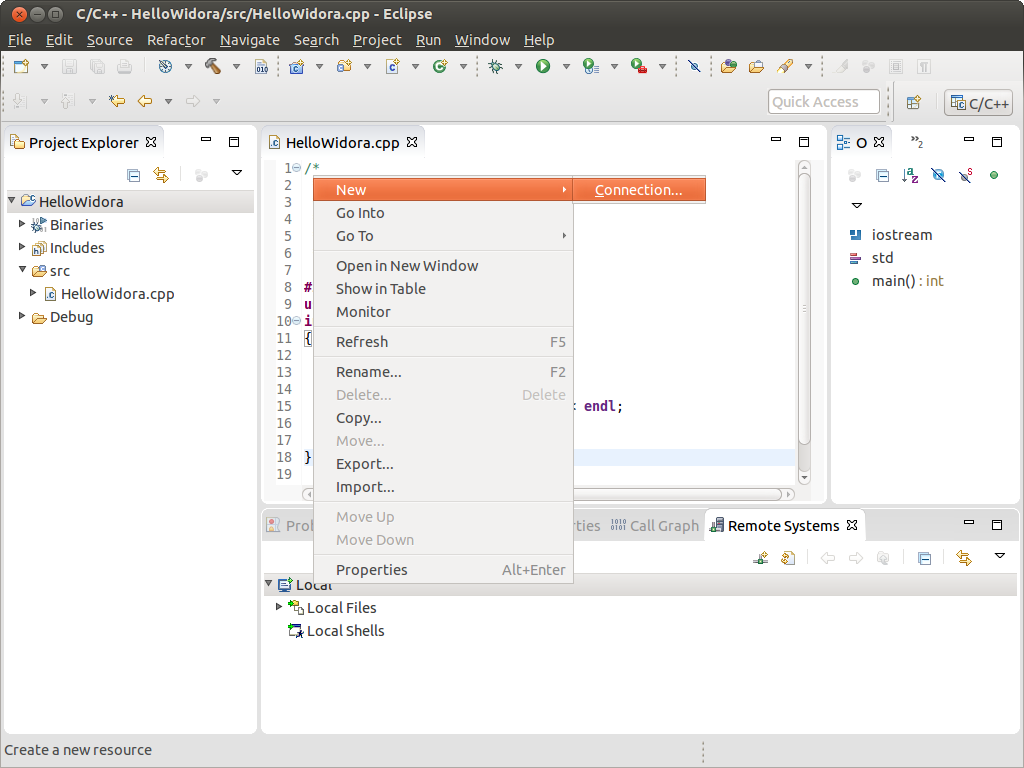 C/C++ - HelloWidora/src/HelloWidora.cpp - Eclipse
File Edit Source Refactor Navigate Search Project Run Window Help
Quick Access
C/C++
Project Explorer
HelloWidora
Binaries
Includes
src
HelloWidora.cpp
Debug
HelloWidora.cpp
1 /*
2
3
4
5
6
7
8 #
9 u
10 i
11 {
12
13
14
15 endl;
16
17
18 }
19
New
Connection...
Go Into
Go To
Open in New Window
Show in Table
Monitor
Refresh F5
Rename... F2
Delete... Delete
Copy...
Move...
Export...
Import...
Move Up
Move Down
Properties Alt+Enter
O
2
iostream
std
main() : int
Call Graph
Remote Systems
Local
Local Files
Local Shells
Create a new resource